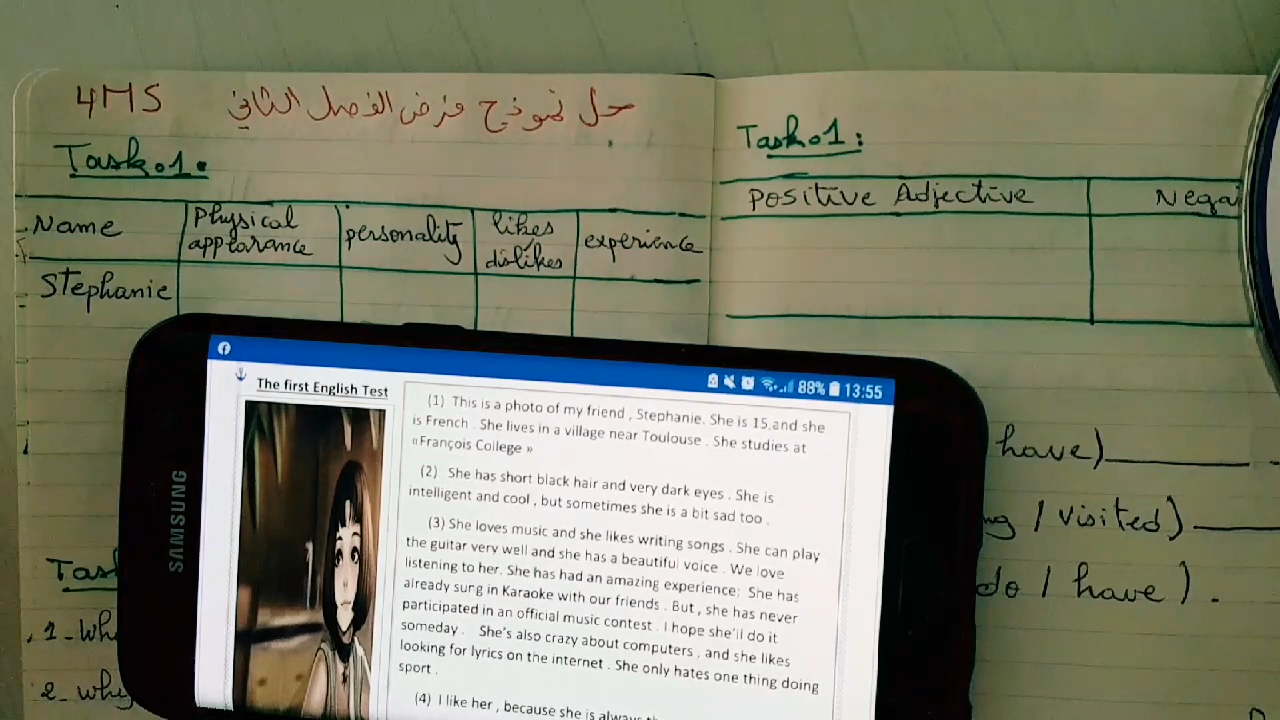 4MS حل نموذج فرض الفصل الثاني
Task.1.
Name
Physical
appearance
personality
likes
dislikes
experience
Stephanie
Task.1:
Positive Adjective
have)
/ visited)
do / have).
1-
2-
SAMSUNG
88% 13:55
The first English Test
(1) This is a photo of my friend , Stephanie. She is 15,and she
is French . She lives in a village near Toulouse . She studies at
«François College »
(2) She has short black hair and very dark eyes . She is
intelligent and cool , but sometimes she is a bit sad too .
(3) She loves music and she likes writing songs . She can play
the guitar very well and she has a beautiful voice . We love
listening to her. She has had an amazing experience; She has
already sung in Karaoke with our friends . But , she has never
participated in an official music contest . I hope she'il do it
someday . She's also crazy about computers , and she likes
looking for lyrics on the internet . She only hates one thing doing
sport .
(4) I like her , because she is always